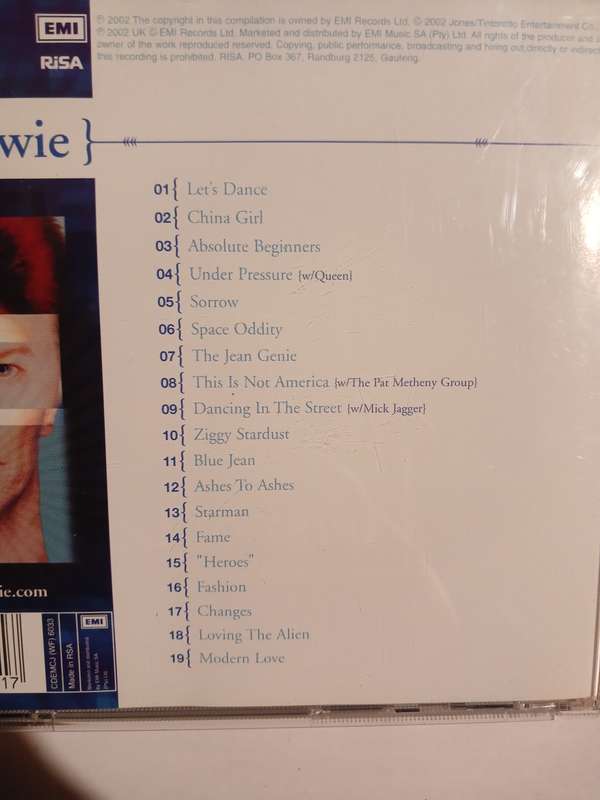 EMI
RiSA
℗ 2002 The copyright in this compilation is owned by EMI Records Ltd. © 2002 Jones/Tintoretto Entertainment Co.,
℗ 2002 UK © EMI Records Ltd. Marketed and distributed by EMI Music SA (Pty) Ltd. All rights of the producer and
owner of the work reproduced reserved. Copying, public performance, broadcasting and hiring out, directly or indirect
this recording is prohibited. RISA, PO Box 367, Randburg 2125, Gauteng.
wie }
01{ Let's Dance
02{ China Girl
03{ Absolute Beginners
04{ Under Pressure {w/Queen}
05{ Sorrow
06{ Space Oddity
07{ The Jean Genie
08{ This Is Not America {w/The Pat Metheny Group}
09{ Dancing In The Street {w/Mick Jagger}
10{ Ziggy Stardust
11{ Blue Jean
12{ Ashes To Ashes
13{ Starman
14{ Fame
15{ "Heroes"
16{ Fashion
17{ Changes
18{ Loving The Alien
19{ Modern Love
ie.com
17
CDEMCJ (WF) 6033
Made in RSA
EMI